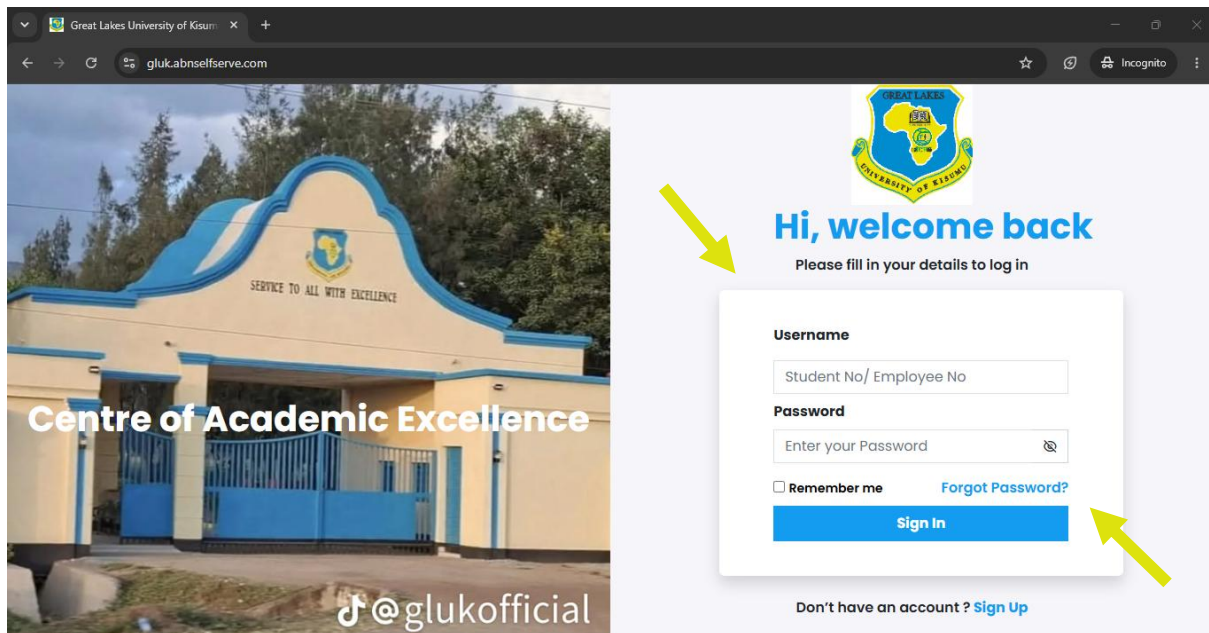 Great Lakes University of Kisum
gluk.abnselfserve.com
Incognito
SERVICE TO ALL WITH EXCELLENCE
Centre of Academic Excellence
@glukofficial
GREAT LAKES
UNIVERSITY OF KISUMU
Hi, welcome back
Please fill in your details to log in
Username
Student No/ Employee No
Password
Enter your Password
Remember me Forgot Password?
Sign In
Don't have an account ? Sign Up